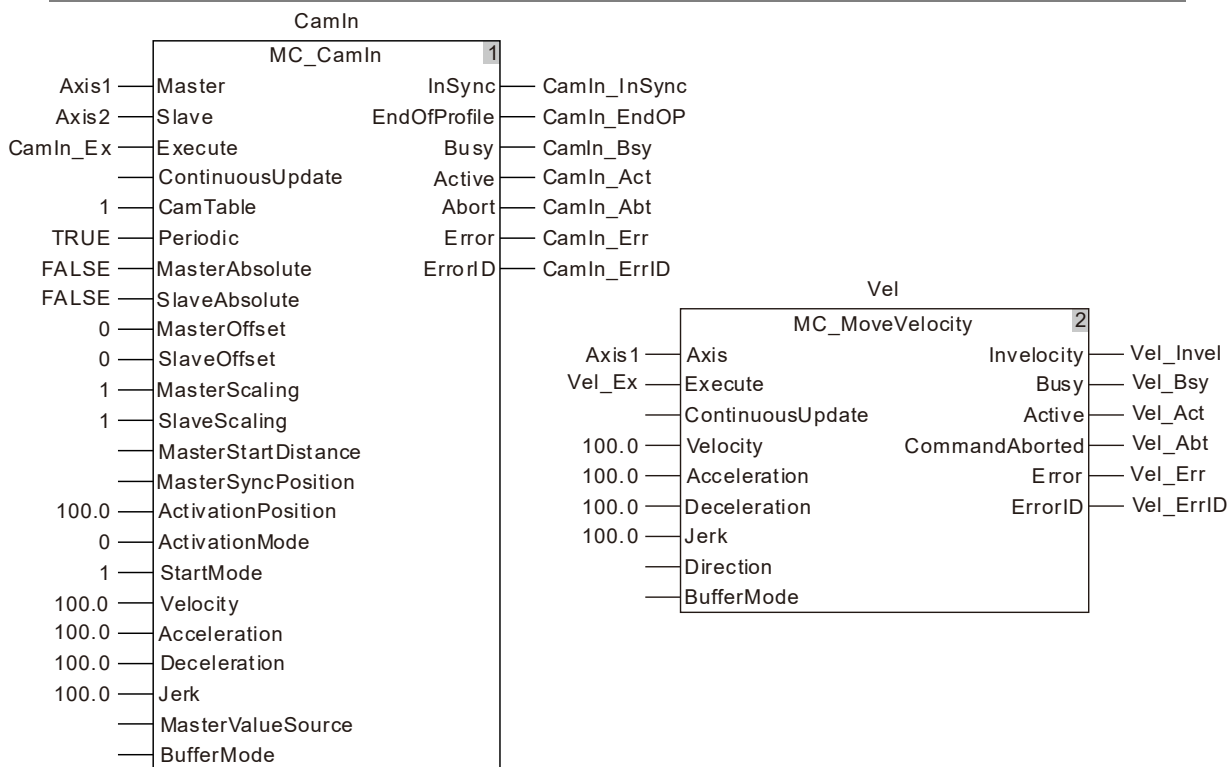 CamIn
MC_CamIn 1
Axis1 Master InSync CamIn_InSync
Axis2 Slave EndOfProfile CamIn_EndOP
CamIn_Ex Execute Busy CamIn_Bsy
ContinuousUpdate Active CamIn_Act
1 CamTable Abort CamIn_Abt
TRUE Periodic Error CamIn_Err
FALSE MasterAbsolute ErrorID CamIn_ErrID
FALSE SlaveAbsolute
0 MasterOffset
0 SlaveOffset
1 MasterScaling
1 SlaveScaling
MasterStartDistance
MasterSyncPosition
100.0 ActivationPosition
0 ActivationMode
1 StartMode
100.0 Velocity
100.0 Acceleration
100.0 Deceleration
100.0 Jerk
MasterValueSource
BufferMode
Vel
MC_MoveVelocity 2
Axis1 Axis Invelocity Vel_Invel
Vel_Ex Execute Busy Vel_Bsy
ContinuousUpdate Active Vel_Act
100.0 Velocity CommandAborted Vel_Abt
100.0 Acceleration Error Vel_Err
100.0 Deceleration ErrorID Vel_ErrID
100.0 Jerk
Direction
BufferMode